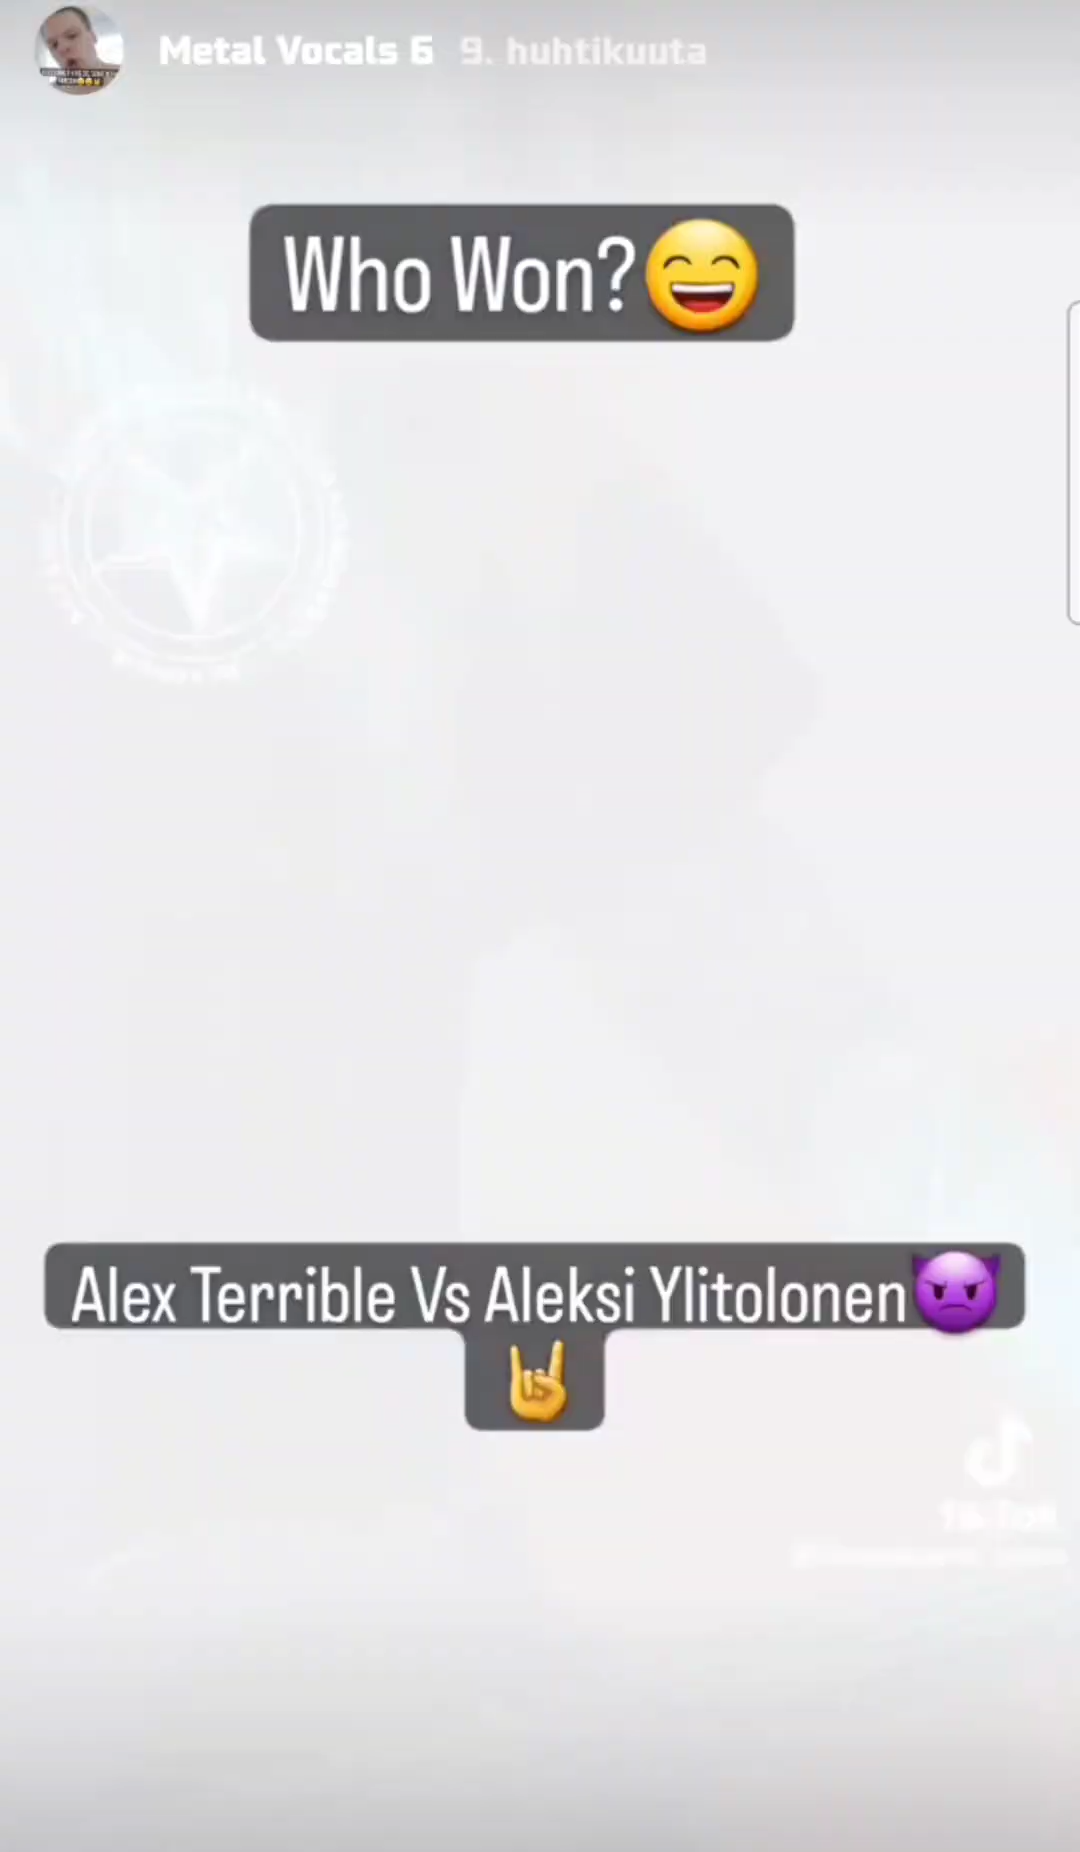 Metal Vocals 6 9. huhtikuuta
Who Won?😄
Alex Terrible Vs Aleksi Ylitolonen👿
🤘
TikTok